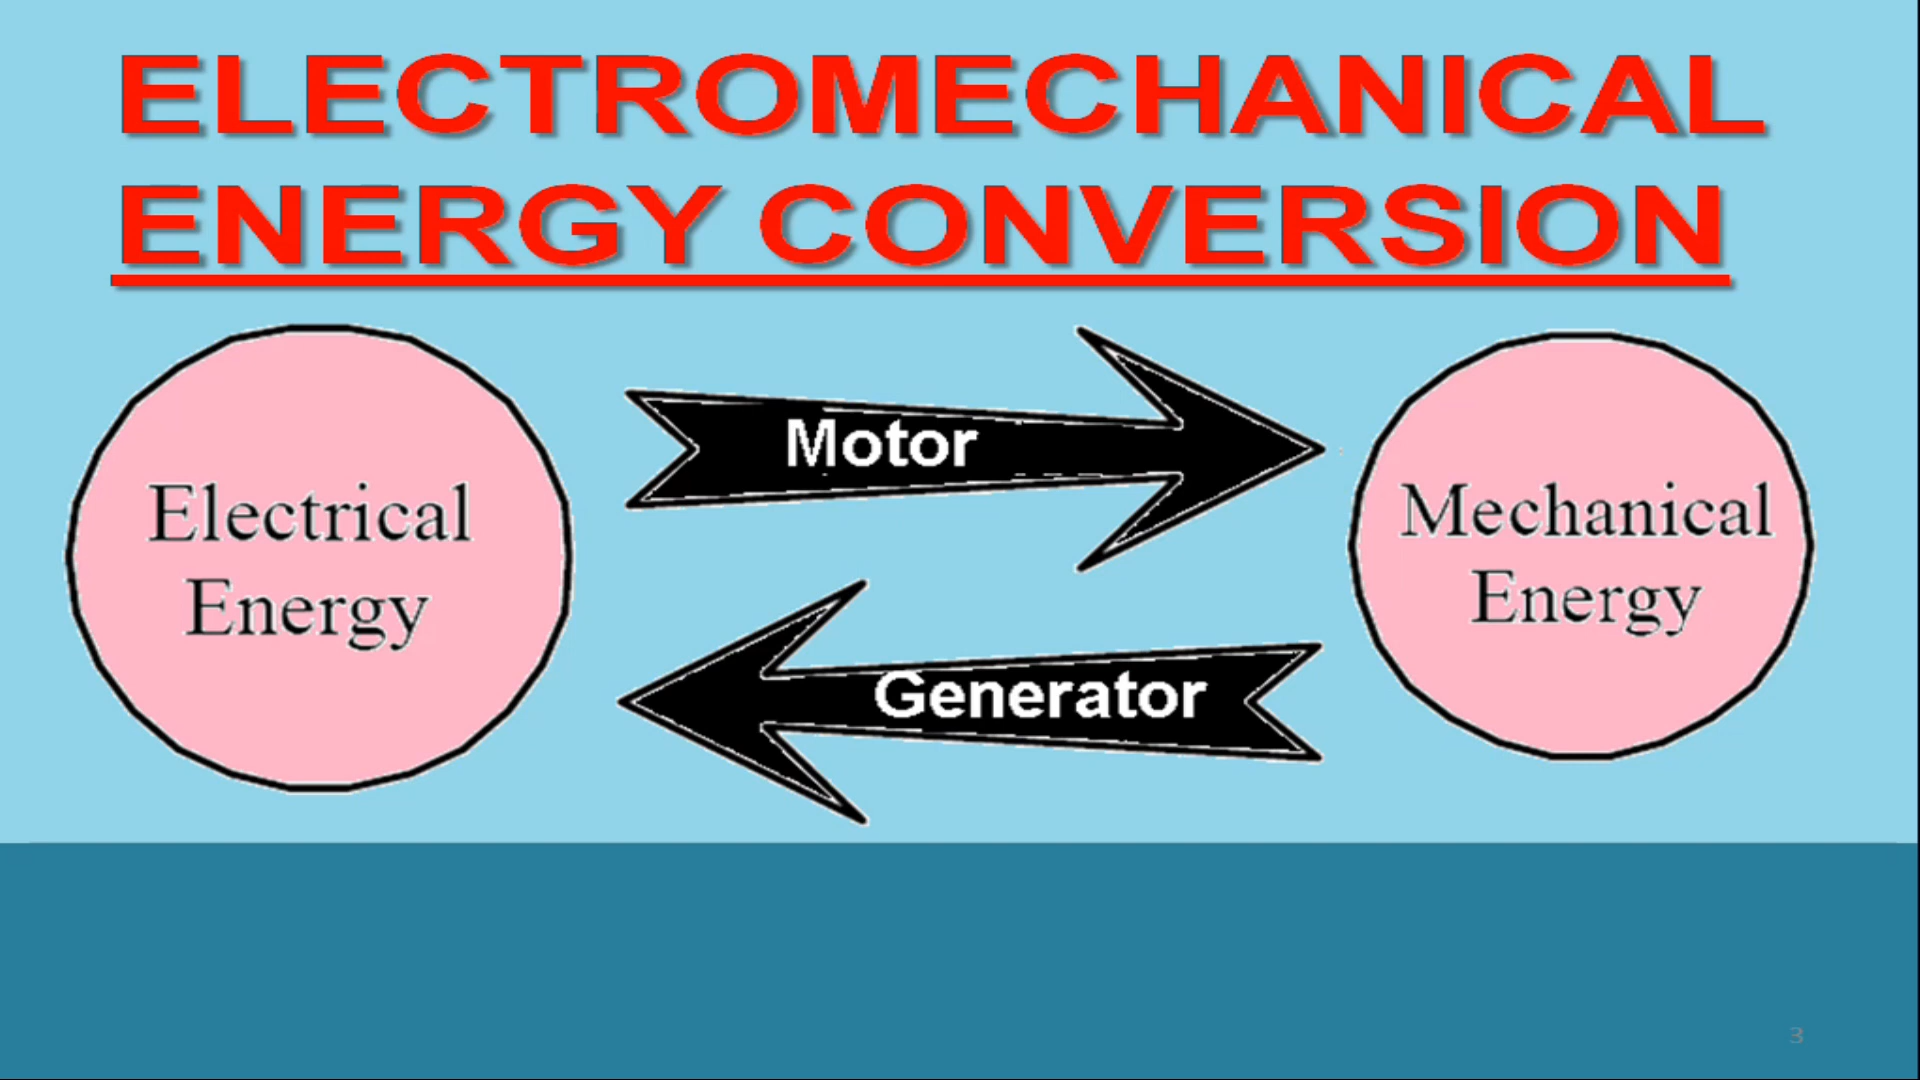 ELECTROMECHANICAL
ENERGY CONVERSION
Electrical
Energy
Motor
Generator
Mechanical
Energy
3